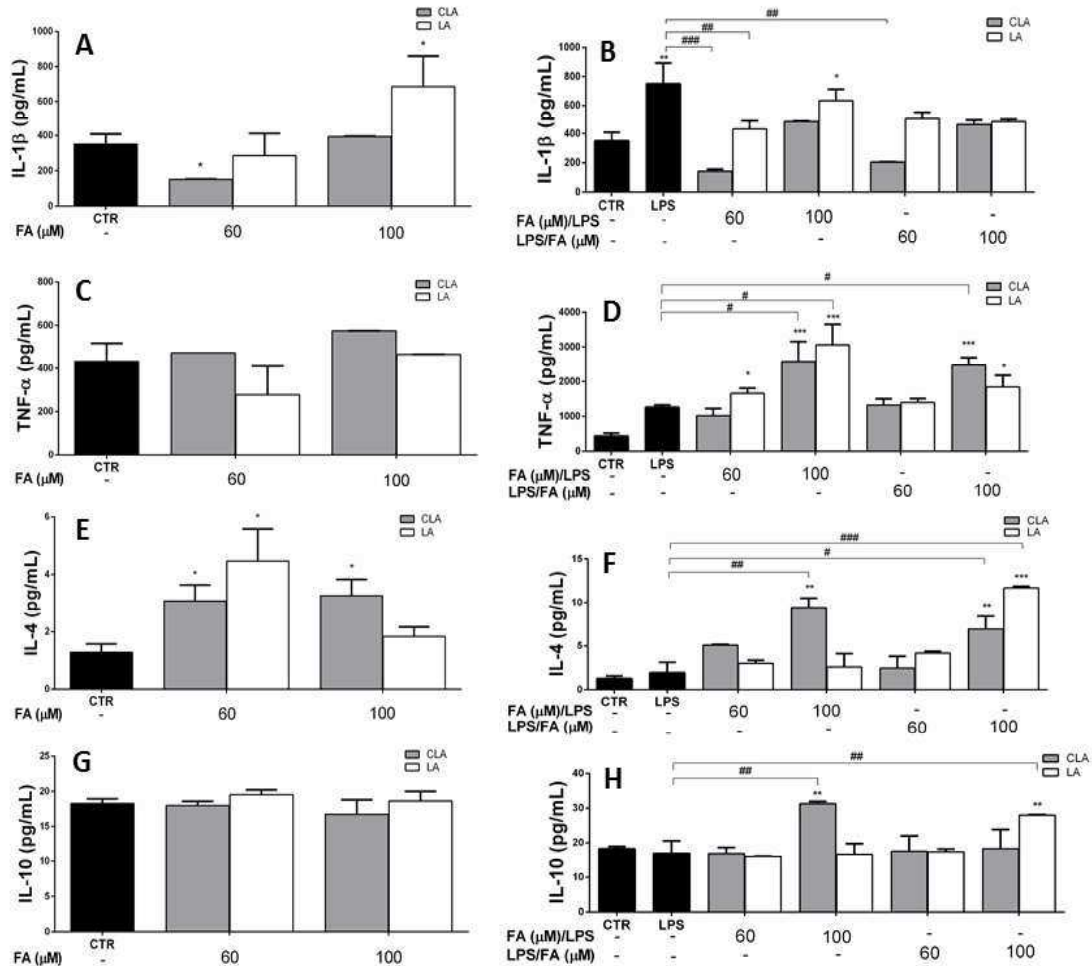 A
CLA
LA
IL-1β (pg/mL)
1000
800
600
400
200
0
*
*
CTR
FA (μM) - 60 100
B
CLA
LA
IL-1β (pg/mL)
1000
800
600
400
200
0
##
##
###
**
*
CTR LPS
FA (μM)/LPS - - 60 100 - -
LPS/FA (μM) - - - - 60 100
C
CLA
LA
TNF-α (pg/mL)
800
600
400
200
0
CTR
FA (μM) - 60 100
D
CLA
LA
TNF-α (pg/mL)
4000
3000
2000
1000
0
#
#
#
*
***
***
***
*
CTR LPS
FA (μM)/LPS - - 60 100 - -
LPS/FA (μM) - - - - 60 100
E
CLA
LA
IL-4 (pg/mL)
6
4
2
0
*
*
*
CTR
FA (μM) - 60 100
F
CLA
LA
IL-4 (pg/mL)
15
10
5
0
###
#
##
**
**
***
CTR LPS
FA (μM)/LPS - - 60 100 - -
LPS/FA (μM) - - - - 60 100
G
CLA
LA
IL-10 (pg/mL)
25
20
15
10
5
0
CTR
FA (μM) - 60 100
H
CLA
LA
IL-10 (pg/mL)
40
30
20
10
0
##
##
**
**
CTR LPS
FA (μM)/LPS - - 60 100 - -
LPS/FA (μM) - - - - 60 100